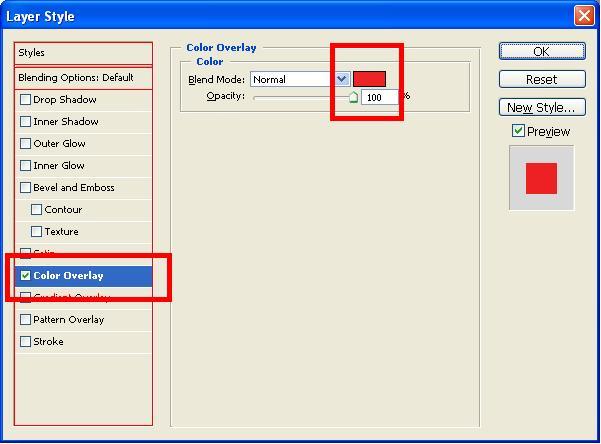 Layer Style
Styles
Blending Options: Default
Drop Shadow
Inner Shadow
Outer Glow
Inner Glow
Bevel and Emboss
Contour
Texture
Satin
Color Overlay
Gradient Overlay
Pattern Overlay
Stroke
Color Overlay
Color
Blend Mode: Normal
Opacity: 100 %
OK
Reset
New Style...
Preview